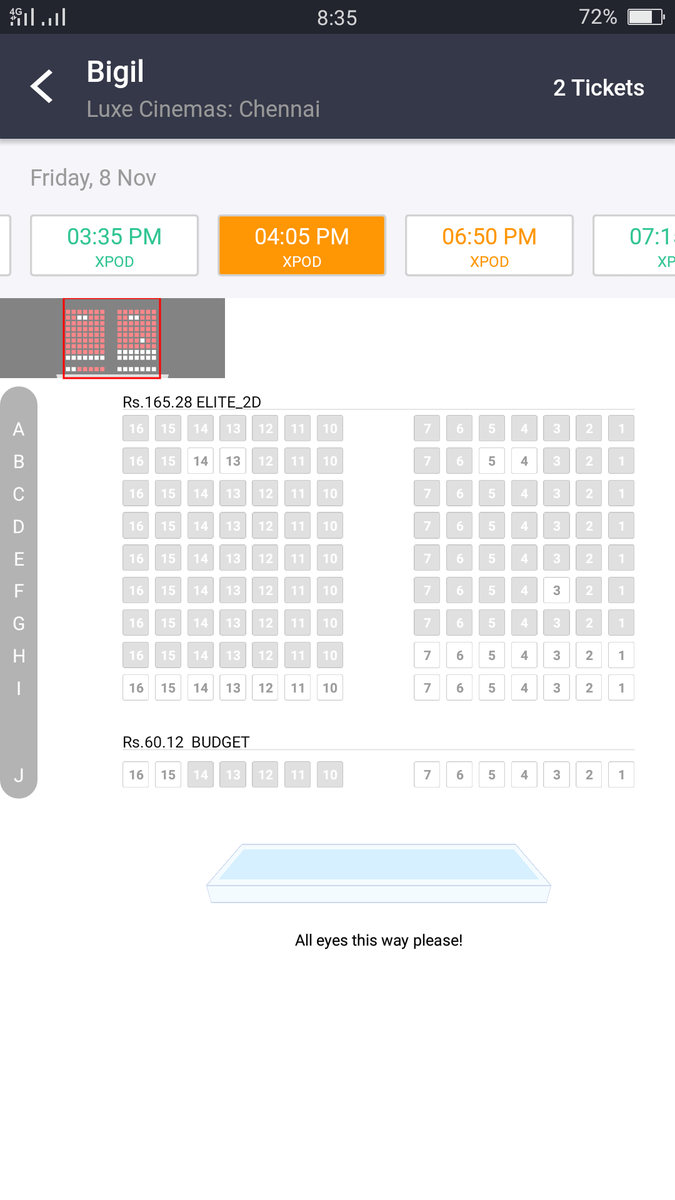 4G 8:35 72%
Bigil
Luxe Cinemas: Chennai
2 Tickets
Friday, 8 Nov
03:35 PM 04:05 PM 06:50 PM 07:1
XPOD XPOD XPOD XP
Rs.165.28 ELITE_2D
A 16 15 14 13 12 11 10 7 6 5 4 3 2 1
B 16 15 14 13 12 11 10 7 6 5 4 3 2 1
C 16 15 14 13 12 11 10 7 6 5 4 3 2 1
D 16 15 14 13 12 11 10 7 6 5 4 3 2 1
E 16 15 14 13 12 11 10 7 6 5 4 3 2 1
F 16 15 14 13 12 11 10 7 6 5 4 3 2 1
G 16 15 14 13 12 11 10 7 6 5 4 3 2 1
H 16 15 14 13 12 11 10 7 6 5 4 3 2 1
I 16 15 14 13 12 11 10 7 6 5 4 3 2 1
Rs.60.12 BUDGET
J 16 15 14 13 12 11 10 7 6 5 4 3 2 1
All eyes this way please!